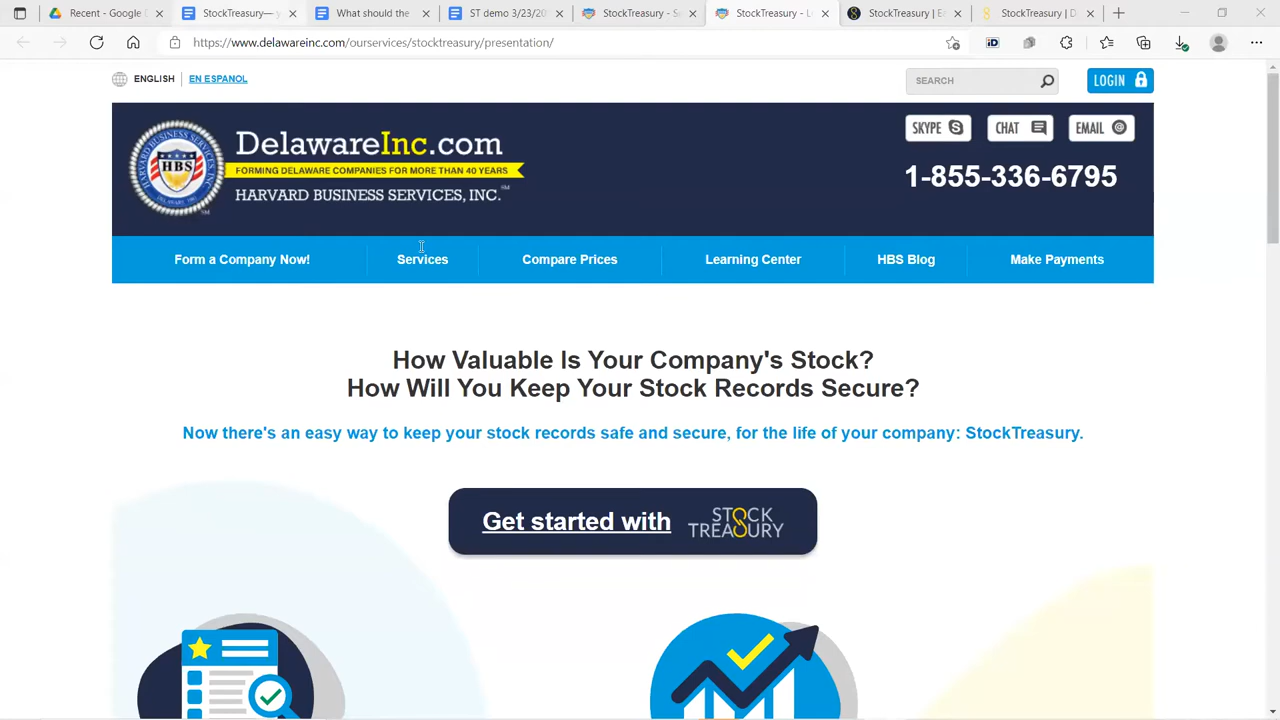 Recent - Google D
StockTreasury— y
What should the
ST Demo 3/23/2
StockTreasury - Se
StockTreasury - L
StockTreasury | E
StockTreasury | D
https://www.delawareinc.com/ourservices/stocktreasury/presentation/
ENGLISH
EN ESPANOL
SEARCH
LOGIN
HBS
DelawareInc.com
FORMING DELAWARE COMPANIES FOR MORE THAN 40 YEARS
HARVARD BUSINESS SERVICES, INC.℠
SKYPE
CHAT
EMAIL
1-855-336-6795
Form a Company Now!
Services
Compare Prices
Learning Center
HBS Blog
Make Payments
How Valuable Is Your Company's Stock?
How Will You Keep Your Stock Records Secure?
Now there's an easy way to keep your stock records safe and secure, for the life of your company: StockTreasury.
Get started with
STOCK
TREASURY